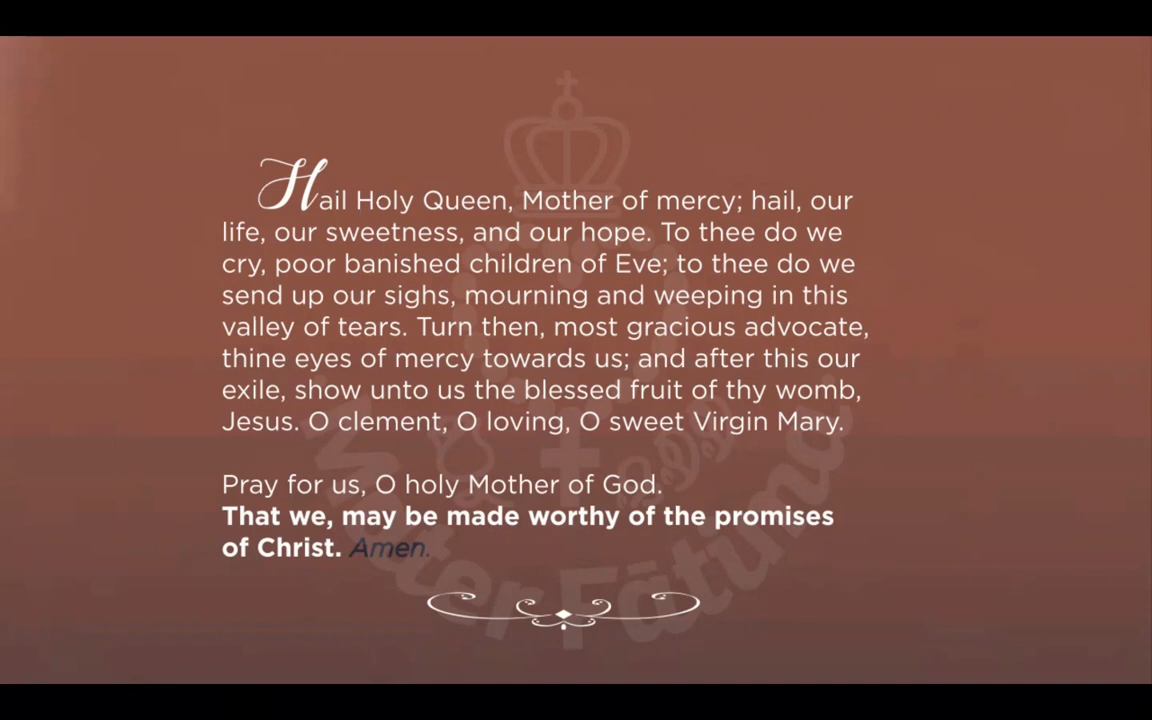 Hail Holy Queen, Mother of mercy; hail, our
life, our sweetness, and our hope. To thee do we
cry, poor banished children of Eve; to thee do we
send up our sighs, mourning and weeping in this
valley of tears. Turn then, most gracious advocate,
thine eyes of mercy towards us; and after this our
exile, show unto us the blessed fruit of thy womb,
Jesus. O clement, O loving, O sweet Virgin Mary.
Pray for us, O holy Mother of God.
That we, may be made worthy of the promises
of Christ. Amen.
Mater Fātima